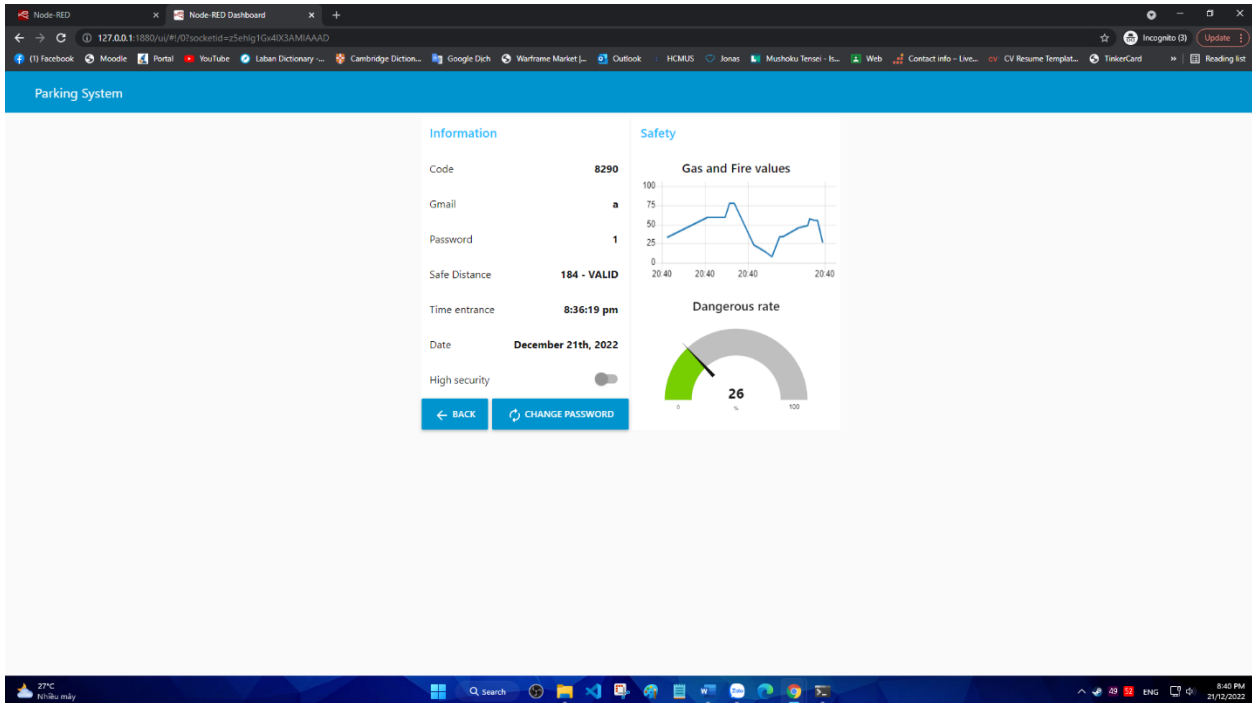 Node-RED
Node-RED Dashboard
127.0.0.1:1880/ui/#!/0?socketid=z5ehlg1Gx4lX3AMIAAAD
Incognito (3)
Update
(1) Facebook Moodle Portal YouTube Laban Dictionary -... Cambridge Diction... Google Dịch Warframe Market |... Outlook HCMUS Jonas Mushoku Tensei - Is... Web Contact info – Live... CV CV Resume Templat... TinkerCard » Reading list
Parking System
Information
Code 8290
Gmail a
Password 1
Safe Distance 184 - VALID
Time entrance 8:36:19 pm
Date December 21th, 2022
High security
BACK CHANGE PASSWORD
Safety
Gas and Fire values
100
75
50
25
0
20:40 20:40 20:40 20:40
Dangerous rate
26
0 % 100
27°C
Nhiều mây
Search
Zalo
49 52 ENG
8:40 PM
21/12/2022